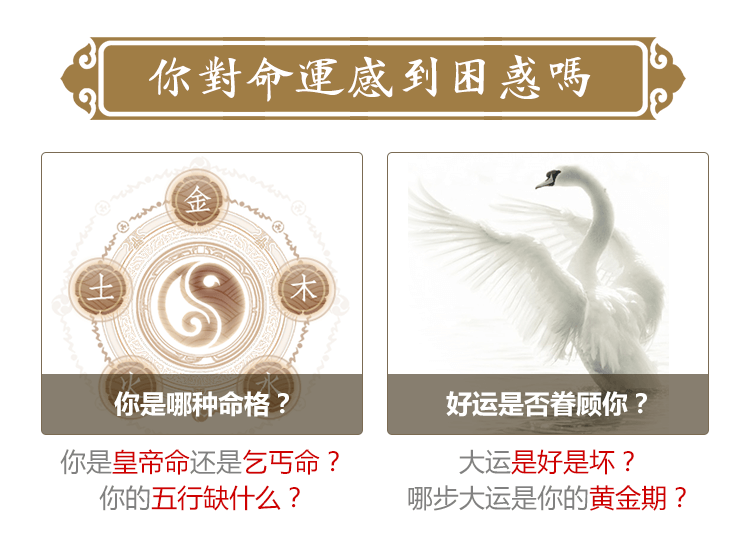 你對命運感到困惑嗎
金
土
木
火
水
你是哪种命格？
好运是否眷顾你？
你是皇帝命还是乞丐命？
你的五行缺什么？
大运是好是坏？
哪步大运是你的黄金期？